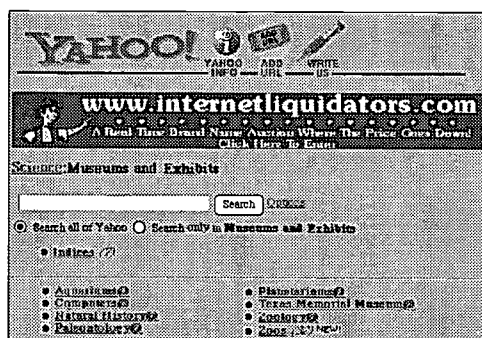 YAHOO!
YAHOO INFO ADD URL WRITE US
www.internetliquidators.com
A Real Time Brand Name Auction Where The Price Goes Down!
Click Here To Enter
Science:Museums and Exhibits
Search Options
Search all of Yahoo Search only in Museums and Exhibits
Indices (7)
Aquariums@
Computers@
Natural History@
Paleontology@
Planetariums@
Texas Memorial Museum@
Zoology@
Zoos NEW!